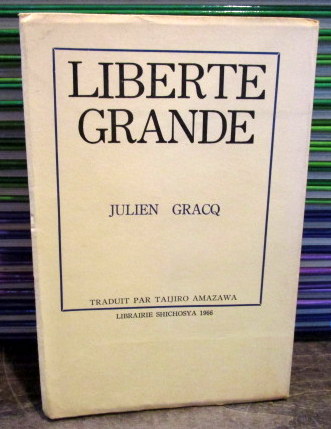 LIBERTE
GRANDE
JULIEN GRACQ
TRADUIT PAR TAIJIRO AMAZAWA
LIBRAIRIE SHICHOSYA 1966